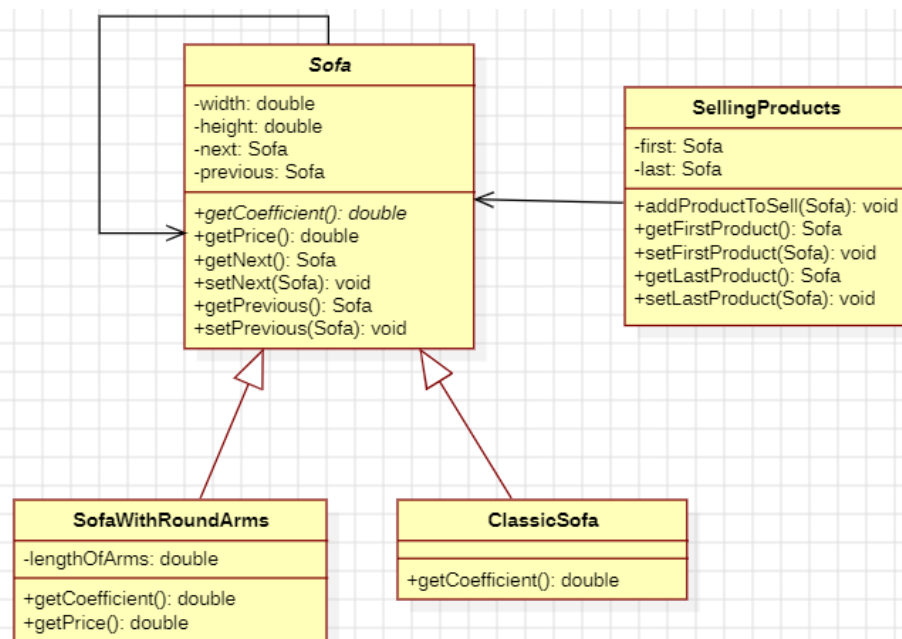 Sofa
-width: double
-height: double
-next: Sofa
-previous: Sofa
+getCoefficient(): double
+getPrice(): double
+getNext(): Sofa
+setNext(Sofa): void
+getPrevious(): Sofa
+setPrevious(Sofa): void
SellingProducts
-first: Sofa
-last: Sofa
+addProductToSell(Sofa): void
+getFirstProduct(): Sofa
+setFirstProduct(Sofa): void
+getLastProduct(): Sofa
+setLastProduct(Sofa): void
SofaWithRoundArms
-lengthOfArms: double
+getCoefficient(): double
+getPrice(): double
ClassicSofa
+getCoefficient(): double